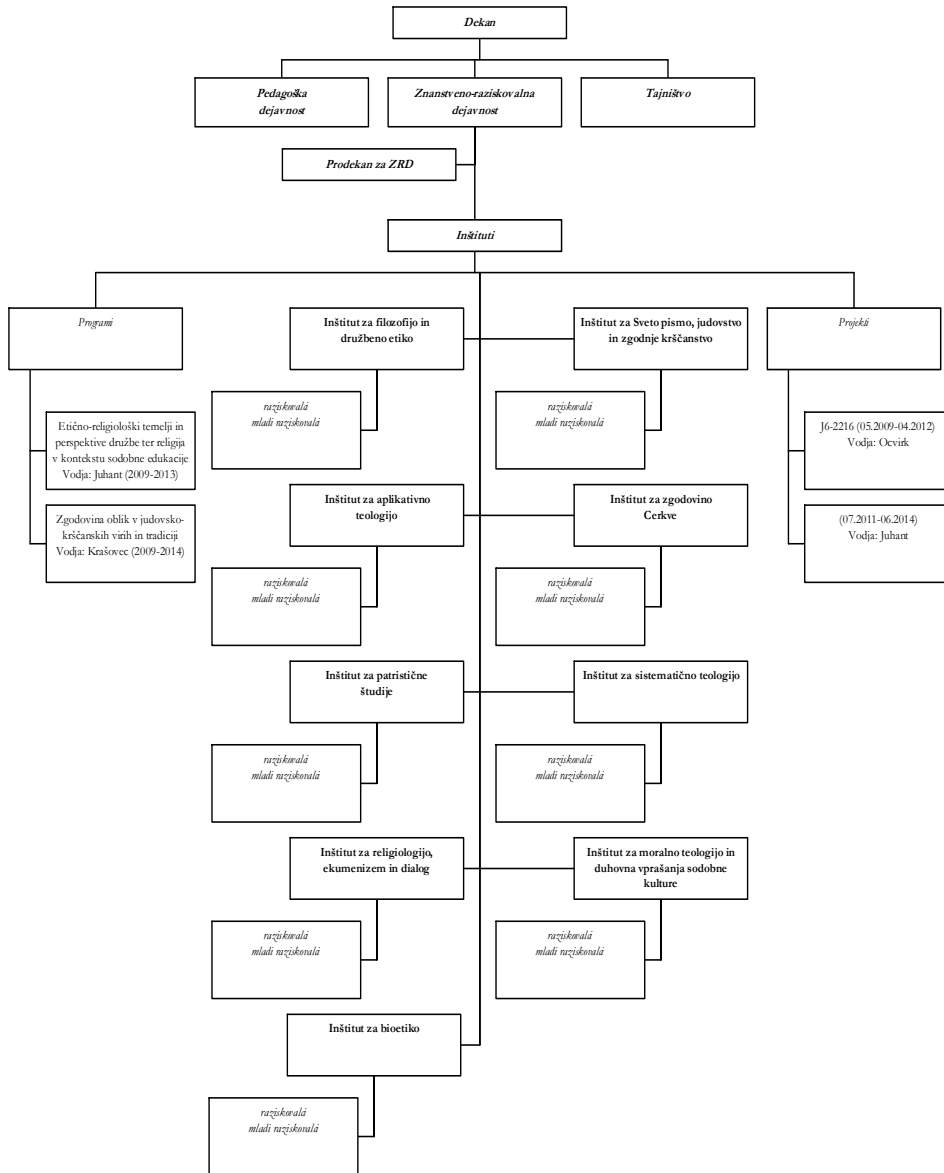 Dekan
Pedagoška
dejavnost
Znanstveno-raziskovalna
dejavnost
Tajništvo
Prodekan za ZRD
Inštituti
Programi
Inštitut za filozofijo in
družbeno etiko
Inštitut za Sveto pismo, judovstvo
in zgodnje krščanstvo
Projekti
raziskovalci
mladi raziskovalci
raziskovalci
mladi raziskovalci
Etično-religiološki temelji in
perspektive družbe ter religija
v kontekstu sodobne edukacije
Vodja: Juhant (2009-2013)
J6-2216 (05.2009-04.2012)
Vodja: Ocvirk
Inštitut za aplikativno
teologijo
Inštitut za zgodovino
Cerkve
Zgodovina oblik v judovsko-
krščanskih virih in tradiciji
Vodja: Krašovec (2009-2014)
(07.2011-06.2014)
Vodja: Juhant
raziskovalci
mladi raziskovalci
raziskovalci
mladi raziskovalci
Inštitut za patristične
študije
Inštitut za sistematično teologijo
raziskovalci
mladi raziskovalci
raziskovalci
mladi raziskovalci
Inštitut za religiologijo,
ekumenizem in dialog
Inštitut za moralno teologijo in
duhovna vprašanja sodobne
kulture
raziskovalci
mladi raziskovalci
raziskovalci
mladi raziskovalci
Inštitut za bioetiko
raziskovalci
mladi raziskovalci